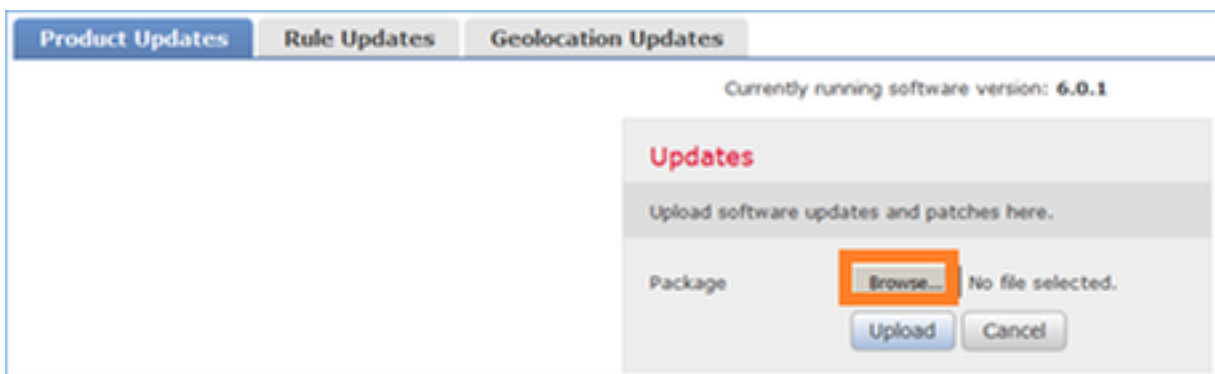 Product Updates Rule Updates Geolocation Updates
Currently running software version: 6.0.1
Updates
Upload software updates and patches here.
Package Browse... No file selected.
Upload Cancel